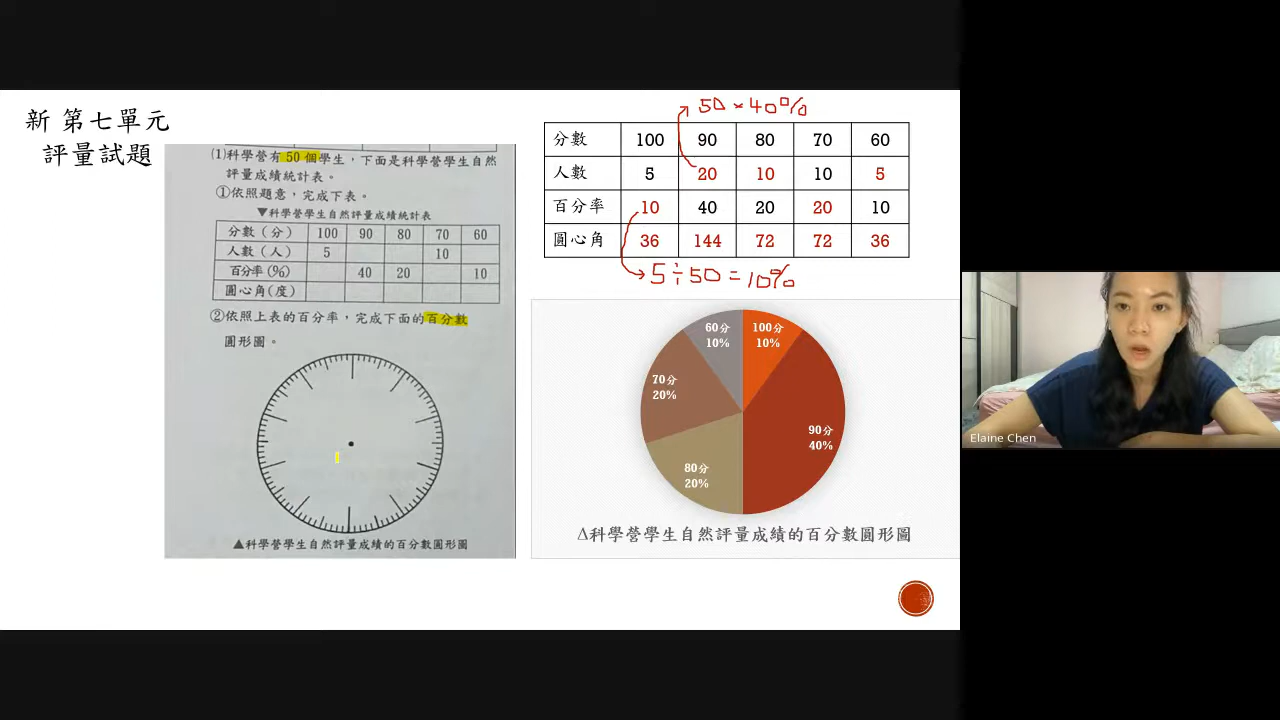 新 第七單元
評量試題
(1)科學營有50個學生，下面是科學營學生自然
評量成績統計表。
①依照題意，完成下表。
▼科學營學生自然評量成績統計表
分數（分） 100 90 80 70 60
人數（人） 5 10
百分率(%) 40 20 10
圓心角(度)
②依照上表的百分率，完成下面的百分數
圓形圖。
▲科學營學生自然評量成績的百分數圓形圖
50×40%
分數 100 90 80 70 60
人數 5 20 10 10 5
百分率 10 40 20 20 10
圓心角 36 144 72 72 36
5÷50=10%
60分
10%
100分
10%
70分
20%
90分
40%
80分
20%
Δ科學營學生自然評量成績的百分數圓形圖
Elaine Chen